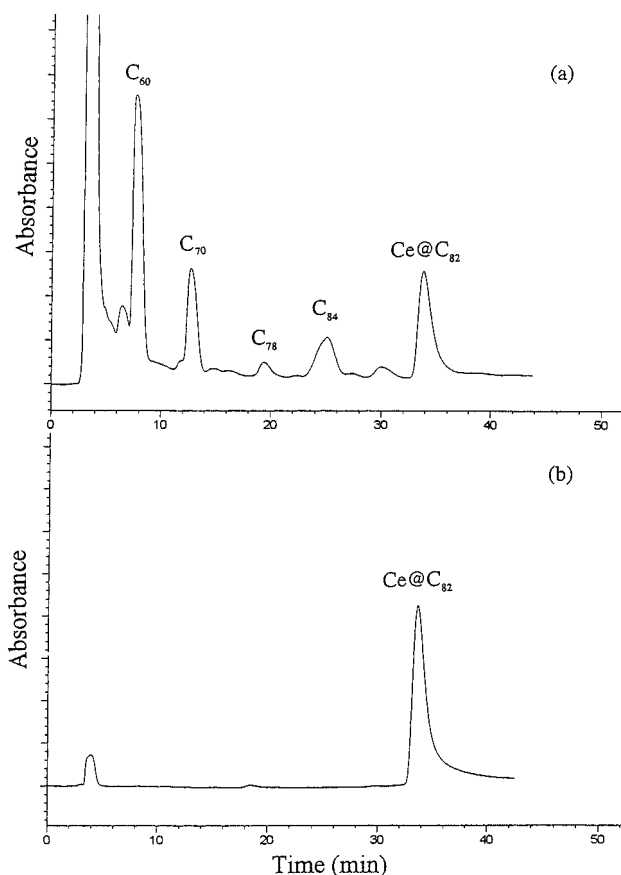 (a)
C₆₀
C₇₀
C₇₈
C₈₄
Ce@C₈₂
Absorbance
0 10 20 30 40 50
(b)
Ce@C₈₂
Absorbance
0 10 20 30 40 50
Time (min)